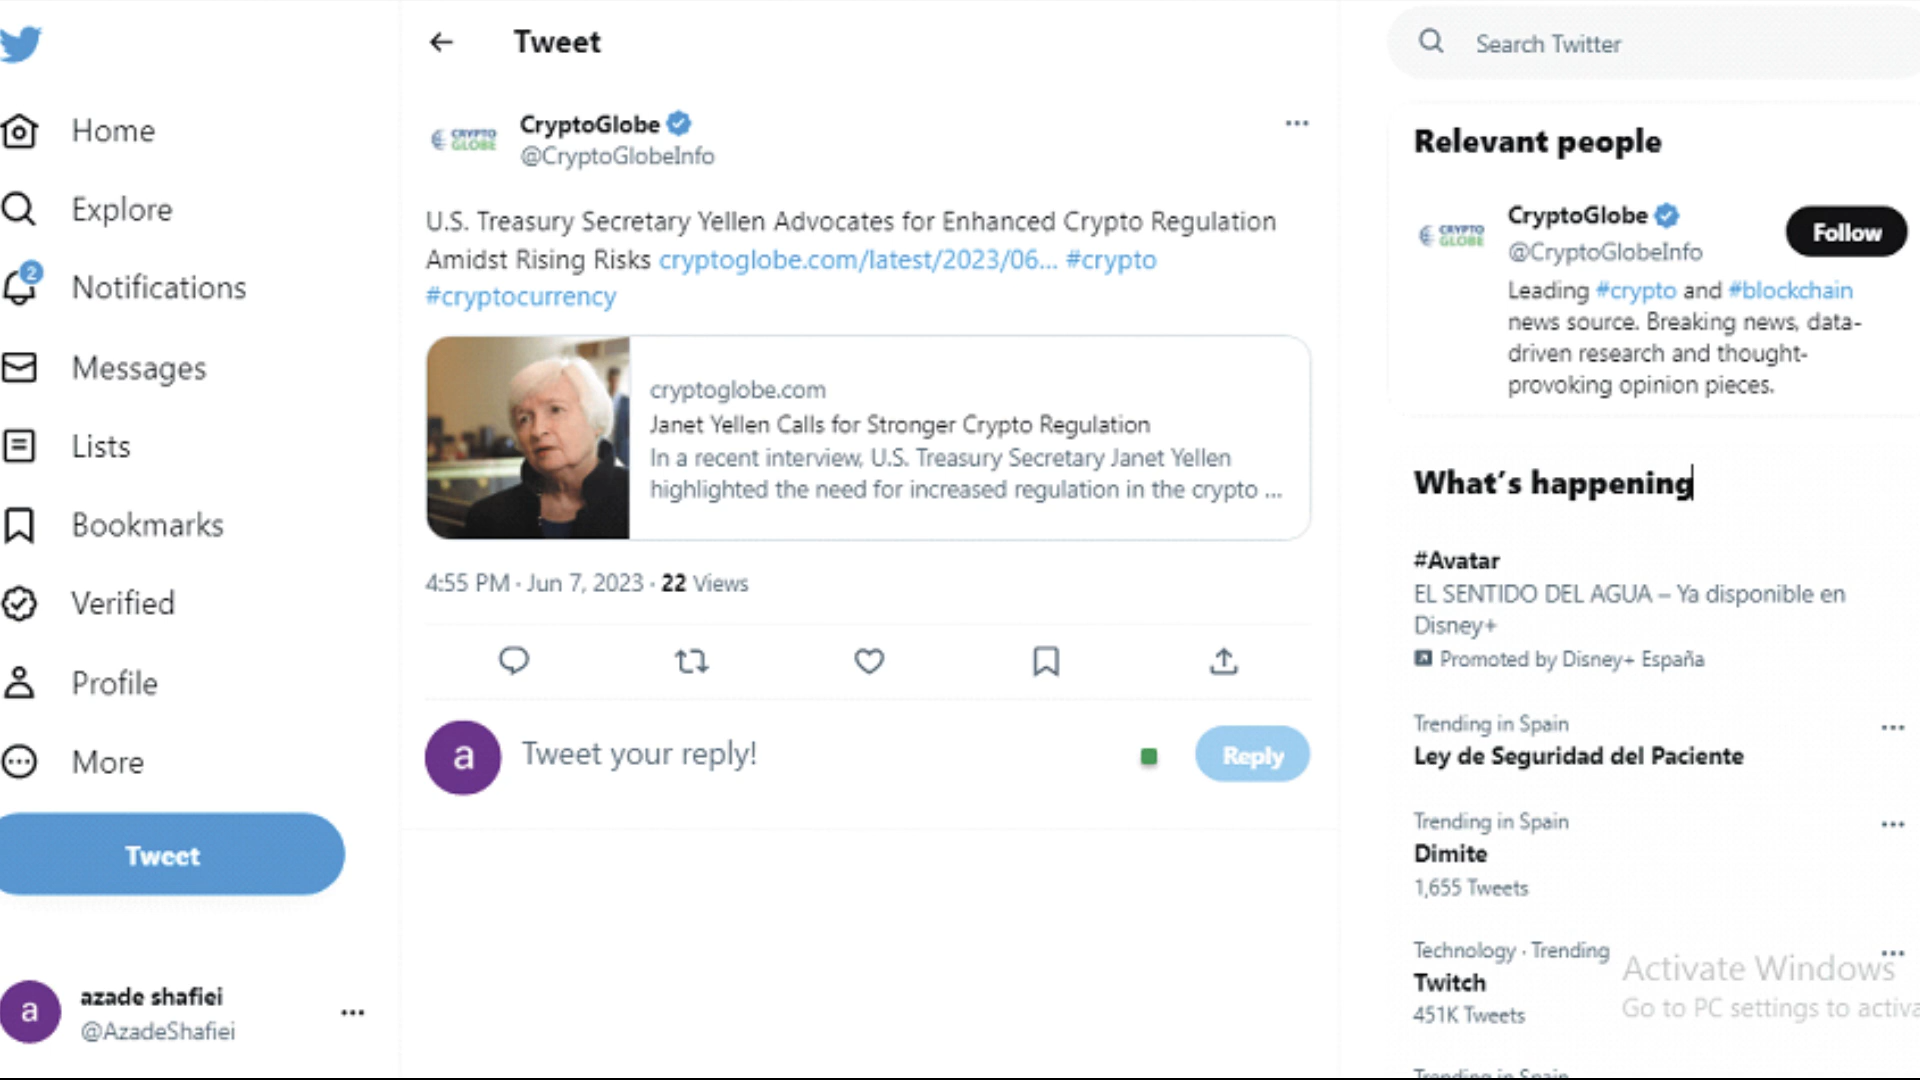 Home
Explore
2
Notifications
Messages
Lists
Bookmarks
Verified
Profile
More
Tweet
a
azade shafiei
@AzadeShafiei
Tweet
CRYPTO
GLOBE
CryptoGlobe
@CryptoGlobeInfo
U.S. Treasury Secretary Yellen Advocates for Enhanced Crypto Regulation
Amidst Rising Risks cryptoglobe.com/latest/2023/06... #crypto
#cryptocurrency
cryptoglobe.com
Janet Yellen Calls for Stronger Crypto Regulation
In a recent interview, U.S. Treasury Secretary Janet Yellen
highlighted the need for increased regulation in the crypto ...
4:55 PM · Jun 7, 2023 · 22 Views
a
Tweet your reply!
Reply
Search Twitter
Relevant people
CRYPTO
GLOBE
CryptoGlobe
@CryptoGlobeInfo
Follow
Leading #crypto and #blockchain
news source. Breaking news, data-
driven research and thought-
provoking opinion pieces.
What's happening
#Avatar
EL SENTIDO DEL AGUA – Ya disponible en
Disney+
Promoted by Disney+ España
Trending in Spain
Ley de Seguridad del Paciente
Trending in Spain
Dimite
1,655 Tweets
Technology · Trending
Twitch
451K Tweets
Activate Windows
Go to PC settings to activa
Trending in Spain